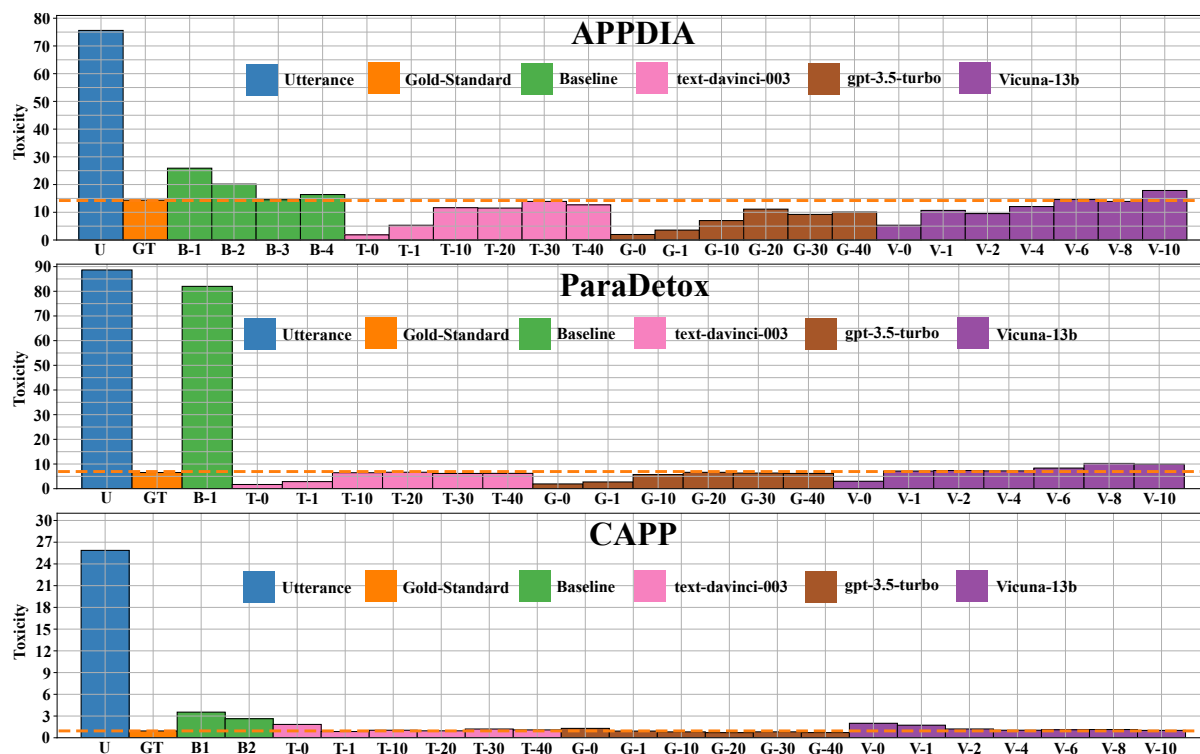 80
APPDIA
70
60
Utterance Gold-Standard Baseline text-davinci-003 gpt-3.5-turbo Vicuna-13b
50
40
30
20
10
0
Toxicity
U GT B-1 B-2 B-3 B-4 T-0 T-1 T-10 T-20 T-30 T-40 G-0 G-1 G-10 G-20 G-30 G-40 V-0 V-1 V-2 V-4 V-6 V-8 V-10
90
ParaDetox
80
70
Utterance Gold-Standard Baseline text-davinci-003 gpt-3.5-turbo Vicuna-13b
60
50
40
30
20
10
0
Toxicity
U GT B-1 T-0 T-1 T-10 T-20 T-30 T-40 G-0 G-1 G-10 G-20 G-30 G-40 V-0 V-1 V-2 V-4 V-6 V-8 V-10
30
CAPP
27
24
Utterance Gold-Standard Baseline text-davinci-003 gpt-3.5-turbo Vicuna-13b
21
18
15
12
9
6
3
0
Toxicity
U GT B1 B2 T-0 T-1 T-10 T-20 T-30 T-40 G-0 G-1 G-10 G-20 G-30 G-40 V-0 V-1 V-2 V-4 V-6 V-8 V-10